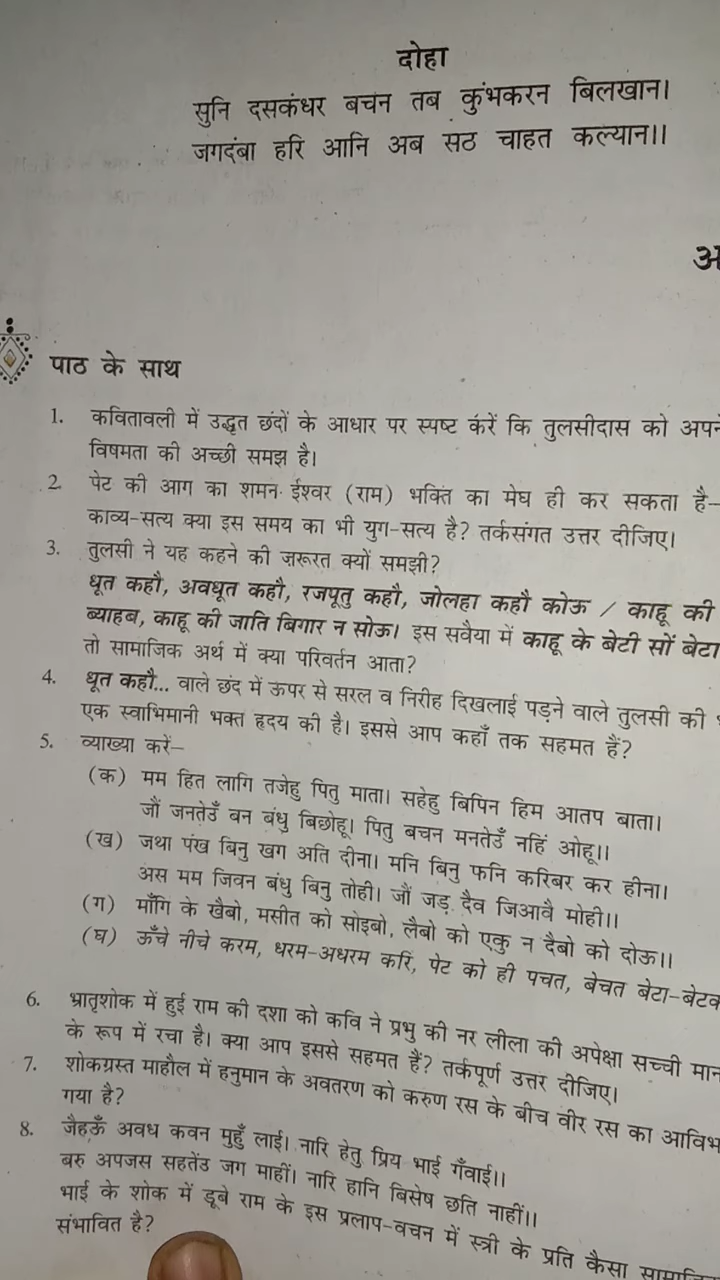 दोहा
सुनि दसकंधर बचन तब कुंभकरन बिलखान।
जगदंबा हरि आनि अब सठ चाहत कल्यान।।
पाठ के साथ
1. कवितावली में उद्धृत छंदों के आधार पर स्पष्ट करें कि तुलसीदास को
विषमता की अच्छी समझ है।
2. पेट की आग का शमन ईश्वर (राम) भक्ति का मेघ ही कर सकता है–
काव्य-सत्य क्या इस समय का भी युग-सत्य है? तर्कसंगत उत्तर दीजिए।
3. तुलसी ने यह कहने की ज़रूरत क्यों समझी?
धूत कहौ, अवधूत कहौ, रजपूतु कहौ, जोलहा कहौ कोऊ / काहू की
ब्याहब, काहू की जाति बिगार न सोऊ। इस सवैया में काहू के बेटी सों बेटा
तो सामाजिक अर्थ में क्या परिवर्तन आता?
4. धूत कहौ... वाले छंद में ऊपर से सरल व निरीह दिखलाई पड़ने वाले तुलसी की
एक स्वाभिमानी भक्त हृदय की है। इससे आप कहाँ तक सहमत हैं?
5. व्याख्या करें–
(क) मम हित लागि तजेहु पितु माता। सहेहु बिपिन हिम आतप बाता।
जौं जनतेउँ बन बंधु बिछोहू। पितु बचन मनतेउँ नहिं ओहू।।
(ख) जथा पंख बिनु खग अति दीना। मनि बिनु फनि करिबर कर हीना।
अस मम जिवन बंधु बिनु तोही। जौं जड़ दैव जिआवै मोही।।
(ग) माँगि के खैबो, मसीत को सोइबो, लैबो को एकु न दैबो को दोऊ।।
(घ) ऊँचे नीचे करम, धरम-अधरम करि, पेट को ही पचत, बेचत
6. भ्रातृशोक में हुई राम की दशा को कवि ने प्रभु की नर लीला की अपेक्षा सच्ची
के रूप में रचा है। क्या आप इससे सहमत हैं? तर्कपूर्ण उत्तर दीजिए।
7. शोकग्रस्त माहौल में हनुमान के अवतरण को करुण रस के बीच वीर रस का
गया है?
8. जैहउँ अवध कवन मुहुँ लाई। नारि हेतु प्रिय भाई गँवाई।।
बरु अपजस सहतेउँ जग माहीं। नारि हानि बिसेष छति नाहीं।।
भाई के शोक में डूबे राम के इस प्रलाप-वचन में स्त्री के प्रति कैसा
संभावित है?